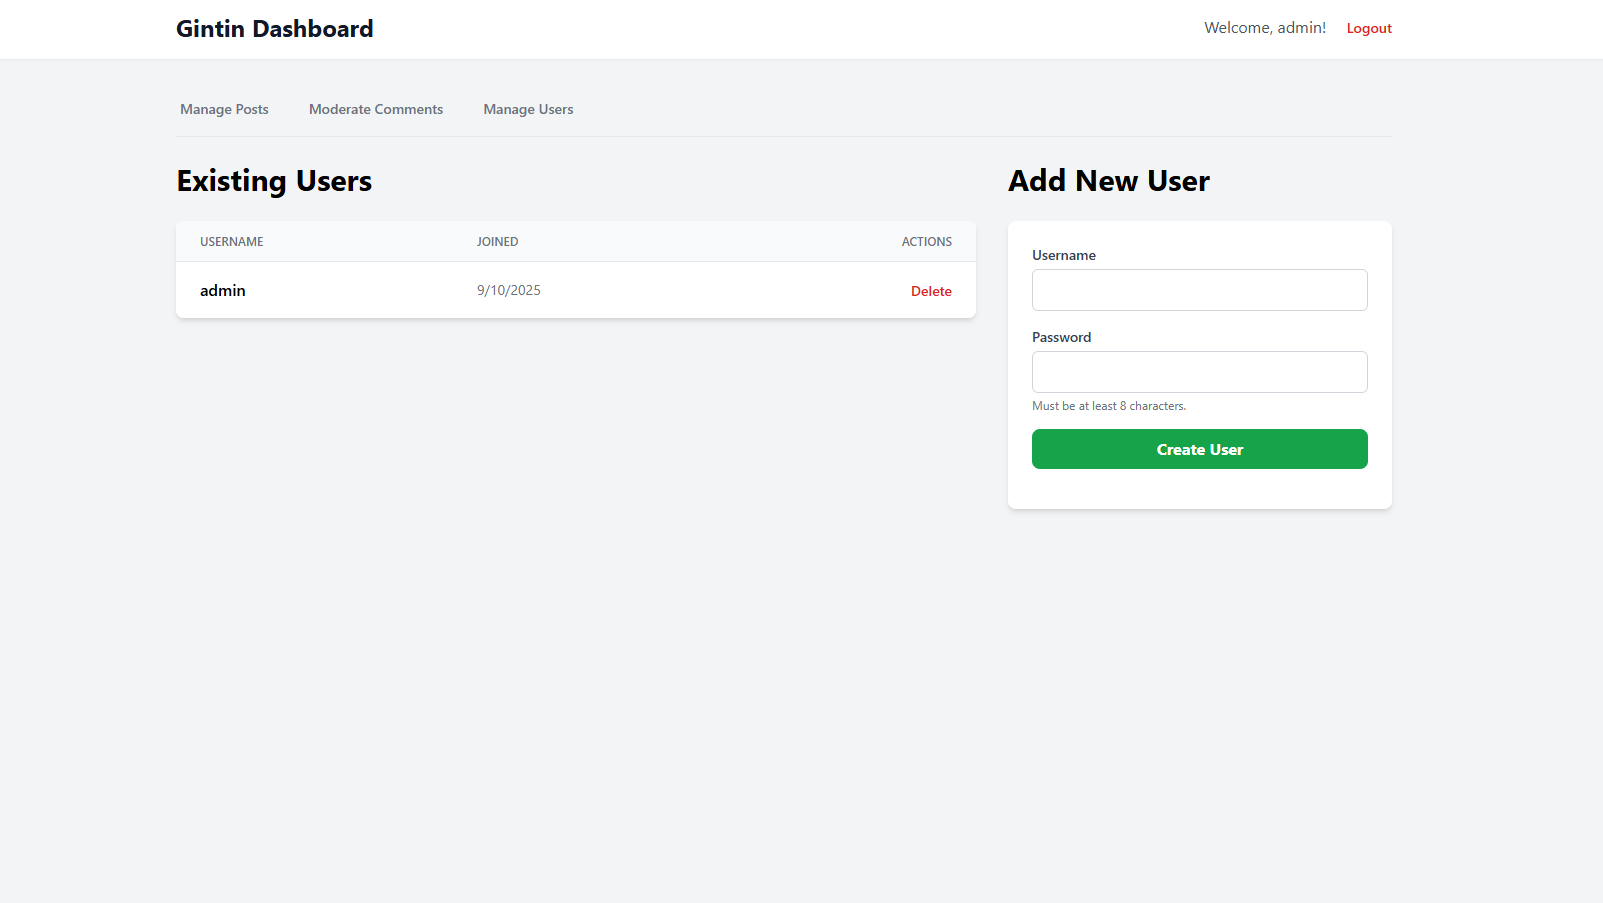 Gintin Dashboard
Welcome, admin! Logout
Manage Posts Moderate Comments Manage Users
Existing Users
USERNAME JOINED ACTIONS
admin 9/10/2025 Delete
Add New User
Username
Password
Must be at least 8 characters.
Create User